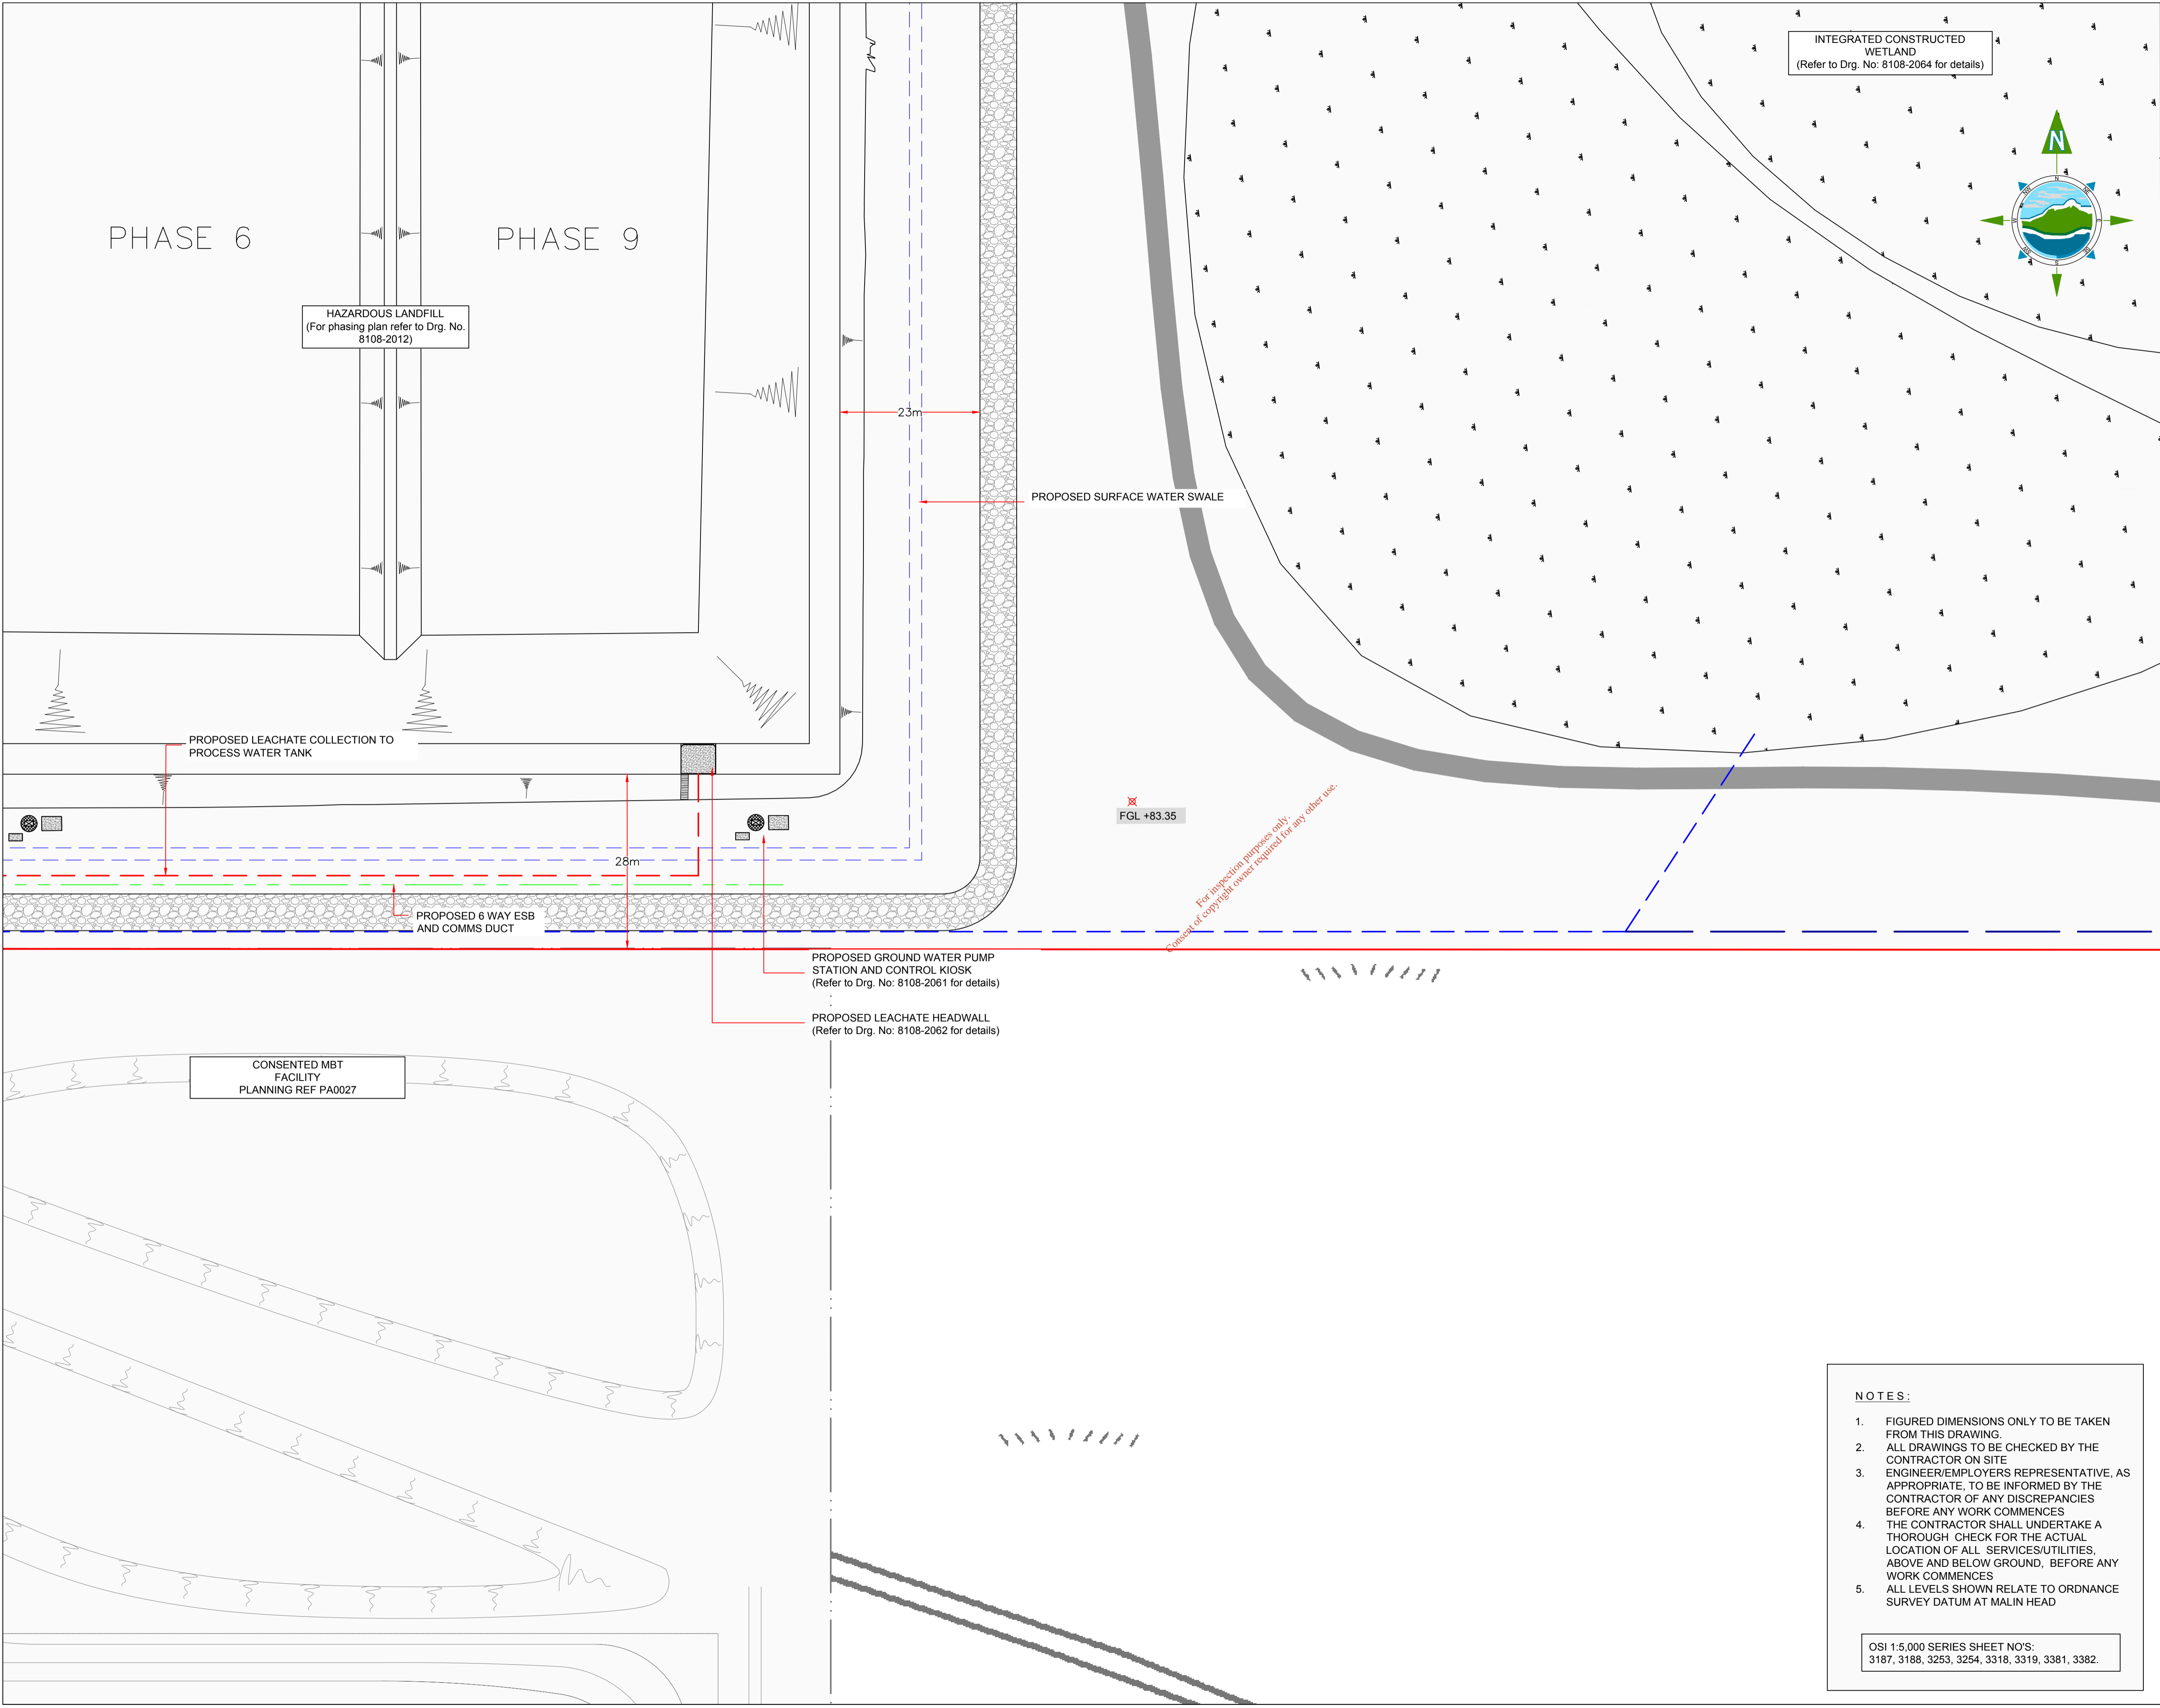 INTEGRATED CONSTRUCTED
WETLAND
(Refer to Drg. No: 8108-2064 for details)
N
N
NE
E
SE
S
SW
W
NW
PHASE 6
PHASE 9
HAZARDOUS LANDFILL
(For phasing plan refer to Drg. No.
8108-2012)
23m
PROPOSED SURFACE WATER SWALE
PROPOSED LEACHATE COLLECTION TO
PROCESS WATER TANK
28m
FGL +83.35
For inspection purposes only.
Consent of copyright owner required for any other use.
PROPOSED 6 WAY ESB
AND COMMS DUCT
PROPOSED GROUND WATER PUMP
STATION AND CONTROL KIOSK
(Refer to Drg. No: 8108-2061 for details)
PROPOSED LEACHATE HEADWALL
(Refer to Drg. No: 8108-2062 for details)
CONSENTED MBT
FACILITY
PLANNING REF PA0027
NOTES:
1. FIGURED DIMENSIONS ONLY TO BE TAKEN
FROM THIS DRAWING.
2. ALL DRAWINGS TO BE CHECKED BY THE
CONTRACTOR ON SITE
3. ENGINEER/EMPLOYERS REPRESENTATIVE, AS
APPROPRIATE, TO BE INFORMED BY THE
CONTRACTOR OF ANY DISCREPANCIES
BEFORE ANY WORK COMMENCES
4. THE CONTRACTOR SHALL UNDERTAKE A
THOROUGH CHECK FOR THE ACTUAL
LOCATION OF ALL SERVICES/UTILITIES,
ABOVE AND BELOW GROUND, BEFORE ANY
WORK COMMENCES
5. ALL LEVELS SHOWN RELATE TO ORDNANCE
SURVEY DATUM AT MALIN HEAD
OSI 1:5,000 SERIES SHEET NO'S:
3187, 3188, 3253, 3254, 3318, 3319, 3381, 3382.